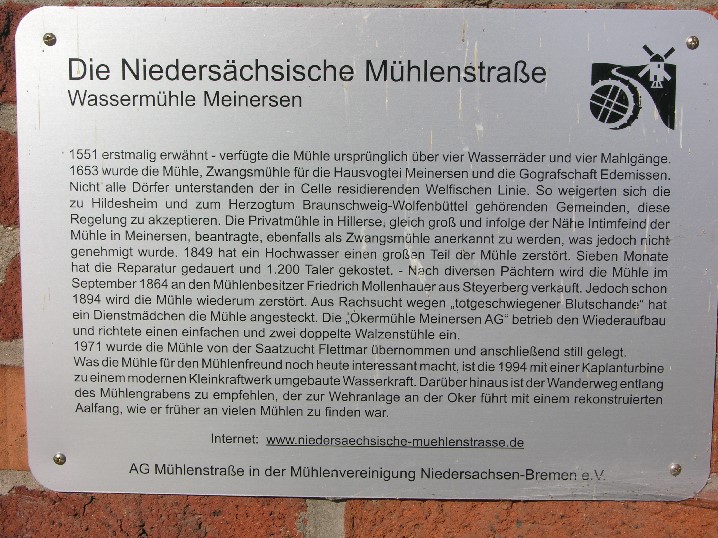 Die Niedersächsische Mühlenstraße
Wassermühle Meinersen
1551 erstmalig erwähnt - verfügte die Mühle ursprünglich über vier Wasserräder und vier Mahlgänge.
1653 wurde die Mühle, Zwangsmühle für die Hausvogtei Meinersen und die Gografschaft Edemissen.
Nicht alle Dörfer unterstanden der in Celle residierenden Welfischen Linie. So weigerten sich die
zu Hildesheim und zum Herzogtum Braunschweig-Wolfenbüttel gehörenden Gemeinden, diese
Regelung zu akzeptieren. Die Privatmühle in Hillerse, gleich groß und infolge der Nähe Intimfeind der
Mühle in Meinersen, beantragte, ebenfalls als Zwangsmühle anerkannt zu werden, was jedoch nicht
genehmigt wurde. 1849 hat ein Hochwasser einen großen Teil der Mühle zerstört. Sieben Monate
hat die Reparatur gedauert und 1.200 Taler gekostet. - Nach diversen Pächtern wird die Mühle im
September 1864 an den Mühlenbesitzer Friedrich Mollenhauer aus Steyerberg verkauft. Jedoch schon
1894 wird die Mühle wiederum zerstört. Aus Rachsucht wegen „totgeschwiegener Blutschande" hat
ein Dienstmädchen die Mühle angesteckt. Die „Okermühle Meinersen AG" betrieb den Wiederaufbau
und richtete einen einfachen und zwei doppelte Walzenstühle ein.
1971 wurde die Mühle von der Saatzucht Flettmar übernommen und anschließend still gelegt.
Was die Mühle für den Mühlenfreund noch heute interessant macht, ist die 1994 mit einer Kaplanturbine
zu einem modernen Kleinkraftwerk umgebaute Wasserkraft. Darüber hinaus ist der Wanderweg entlang
des Mühlengrabens zu empfehlen, der zur Wehranlage an der Oker führt mit einem rekonstruierten
Aalfang, wie er früher an vielen Mühlen zu finden war.
Internet: www.niedersaechsische-muehlenstrasse.de
AG Mühlenstraße in der Mühlenvereinigung Niedersachsen-Bremen e.V.